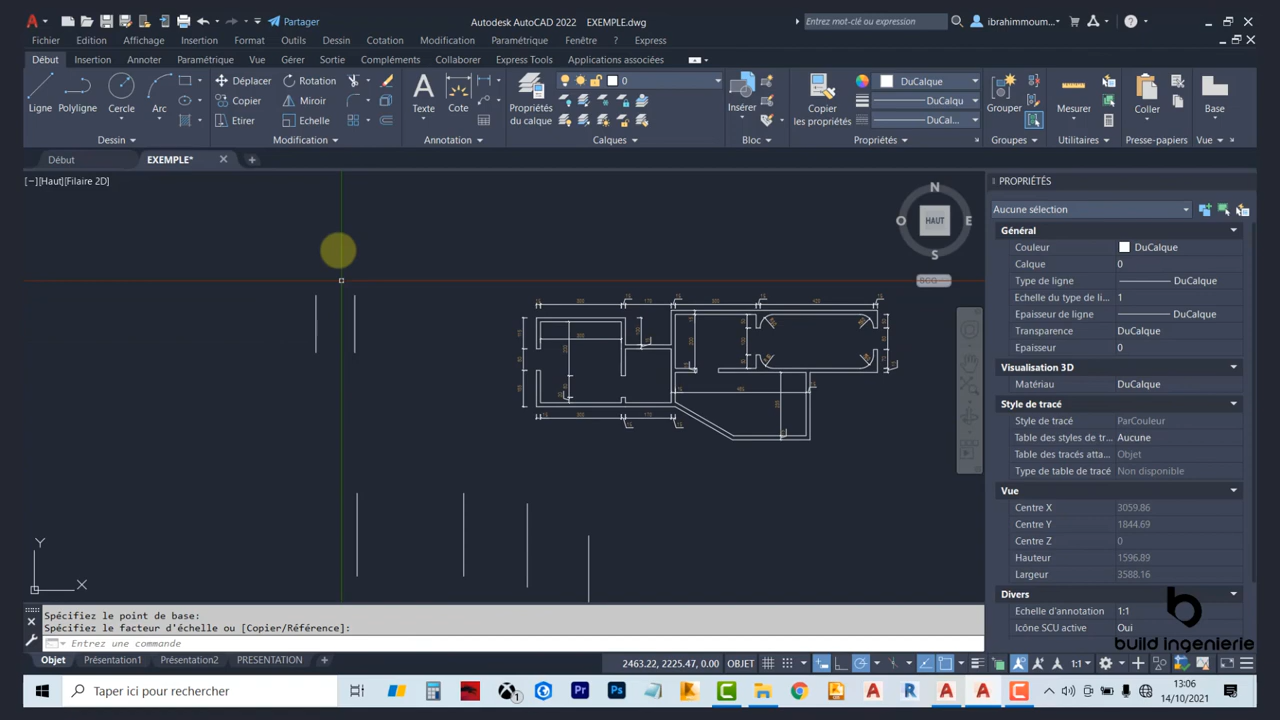 Partager
Autodesk AutoCAD 2022 EXEMPLE.dwg
Entrez mot-clé ou expression
ibrahimmoum...
Fichier Edition Affichage Insertion Format Outils Dessin Cotation Modification Paramétrique Fenêtre ? Express
Début Insertion Annoter Paramétrique Vue Gérer Sortie Compléments Collaborer Express Tools Applications associées
Ligne Polyligne Cercle Arc
Déplacer Rotation
Copier Miroir
Etirer Echelle
Texte Cote
Propriétés du calque
0
Insérer
Copier les propriétés
DuCalque
DuCalqu
DuCal...
Grouper
Mesurer
Coller
Base
Dessin Modification Annotation Calques Bloc Propriétés Groupes Utilitaires Presse-papiers Vue
Début EXEMPLE*
[−][Haut][Filaire 2D]
N
O HAUT E
S
PROPRIÉTÉS
Aucune sélection
Général
Couleur DuCalque
Calque 0
Type de ligne DuCalque
Echelle du type de li... 1
Epaisseur de ligne DuCalque
Transparence DuCalque
Epaisseur 0
Visualisation 3D
Matériau DuCalque
Style de tracé
Style de tracé ParCouleur
Table des styles de tr... Aucune
Table des tracés atta... Objet
Type de table de tracé Non disponible
Vue
Centre X 3059.86
Centre Y 1844.69
Centre Z 0
Hauteur 1596.89
Largeur 3588.16
Divers
Echelle d'annotation 1:1
Icône SCU active Oui
build ingenierie
Y
X
Spécifiez le point de base:
Spécifiez le facteur d'échelle ou [Copier/Référence]:
Entrez une commande
Objet Présentation1 Présentation2 PRESENTATION
2463.22, 2225.47, 0.00 OBJET
1:1
Taper ici pour rechercher
13:06
14/10/2021